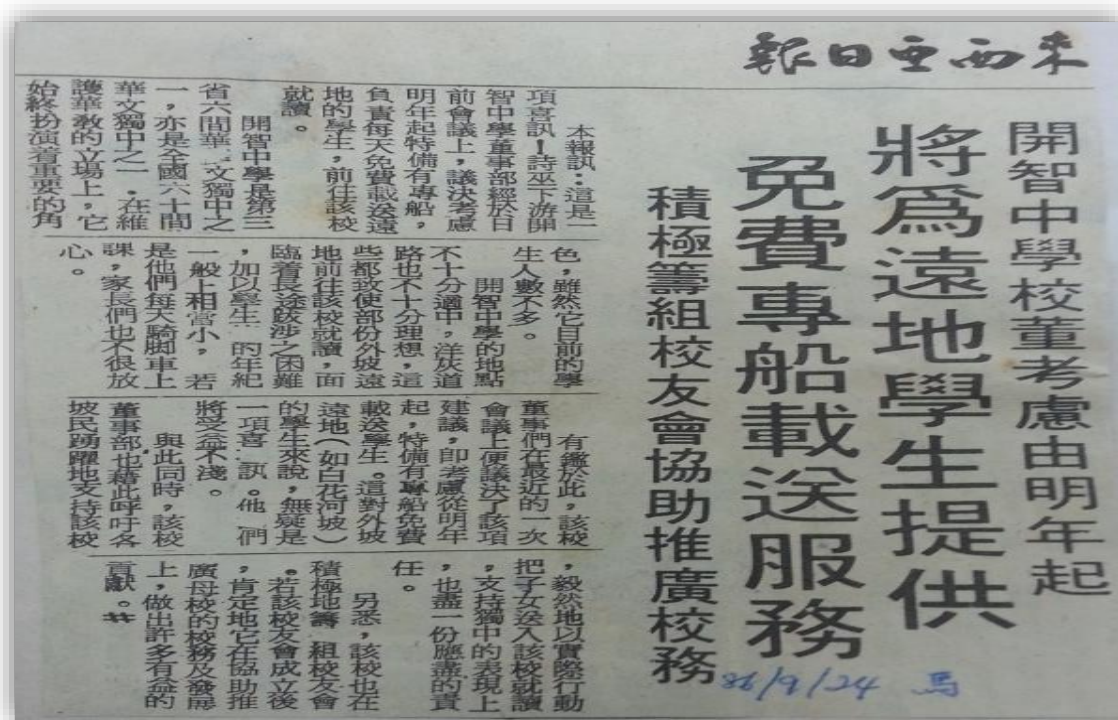 來西亞日報
開智中學校董考慮由明年起
將爲遠地學生提供
免費專船載送服務
積極籌組校友會協助推廣校務
86/9/24 馬
本報訊：這是一
項喜訊！詩巫下游開
智中學董事部經於日
前會議上，議決考慮
明年起特備有專船，
負責每天免費載送遠
地的學生，前往該校
就讀。
開智中學是第三
省六間華、文獨中之
一，亦是全國六十間
華文獨中之一．在維
護華教的立場上，它
始終扮演着重要的角
色，雖然它目前的學
生人數不多。
開智中學的地點
不十分適中，洋灰道
路也不十分理想，這
些都致使部份外坡遠
地前往該校就讀，面
臨着長途跋涉之困難
，加以學生 的年紀
一般上相當小，若
是他們每天騎脚車上
課，家長們也不很放
心。
有鑑於此，該校
董事們在最近的一次
會議上便議決了該項
建議，即考慮從明年
起，特備有專船免費
載送學生。這對外坡
遠地（如白花河坡）
的學生來說，無疑是
一項喜 訊。他 們
將受益不淺。
與此同時，該校
董事部也藉此呼吁各
坡民踴躍地支持該校
，毅然地以實際行動
把子女送入該校就讀
，支持獨中的表現上
，也盡一份應盡的責
任。
另悉，該校也在
積極地籌 組校友會
。若該校友會成立後
，肯定地它在協助推
廣母校的校務及發展
上，做出許多有益的
貢獻。##